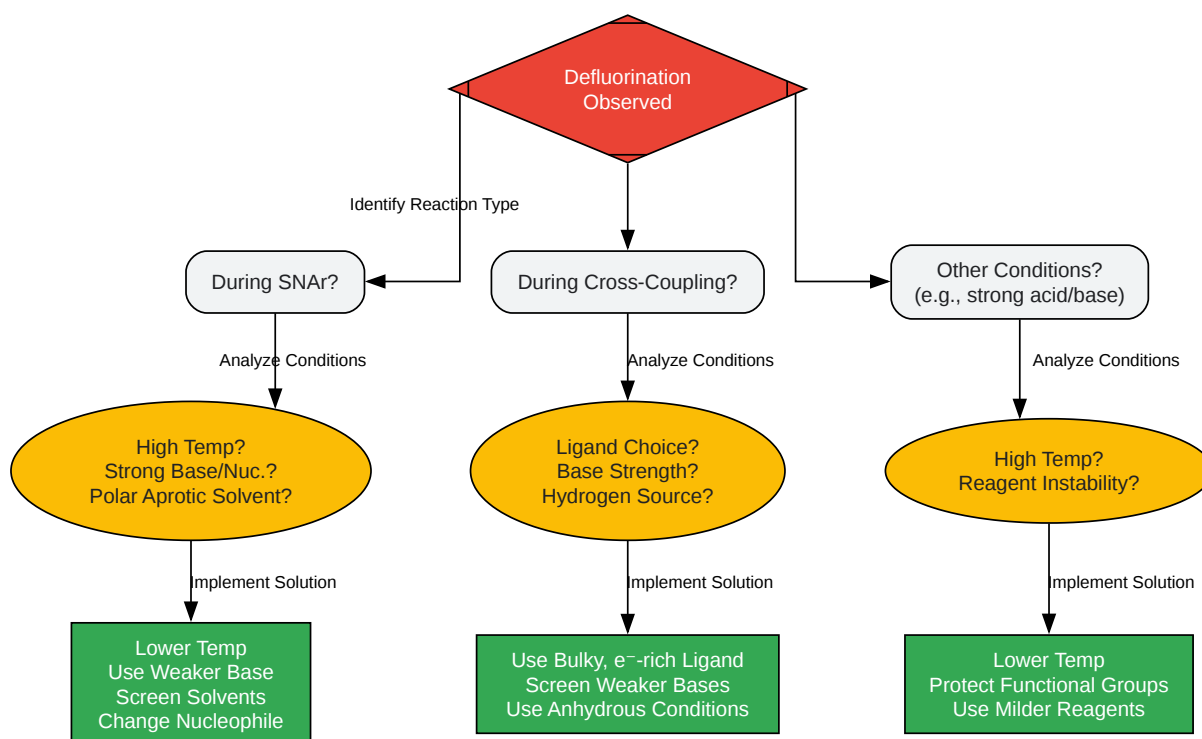 Defluorination
Observed
Identify Reaction Type
During SNAr?
During Cross-Coupling?
Other Conditions?
(e.g., strong acid/base)
Analyze Conditions
Analyze Conditions
Analyze Conditions
High Temp?
Strong Base/Nuc.?
Polar Aprotic Solvent?
Ligand Choice?
Base Strength?
Hydrogen Source?
High Temp?
Reagent Instability?
Implement Solution
Implement Solution
Implement Solution
Lower Temp
Use Weaker Base
Screen Solvents
Change Nucleophile
Use Bulky, e⁻-rich Ligand
Screen Weaker Bases
Use Anhydrous Conditions
Lower Temp
Protect Functional Groups
Use Milder Reagents